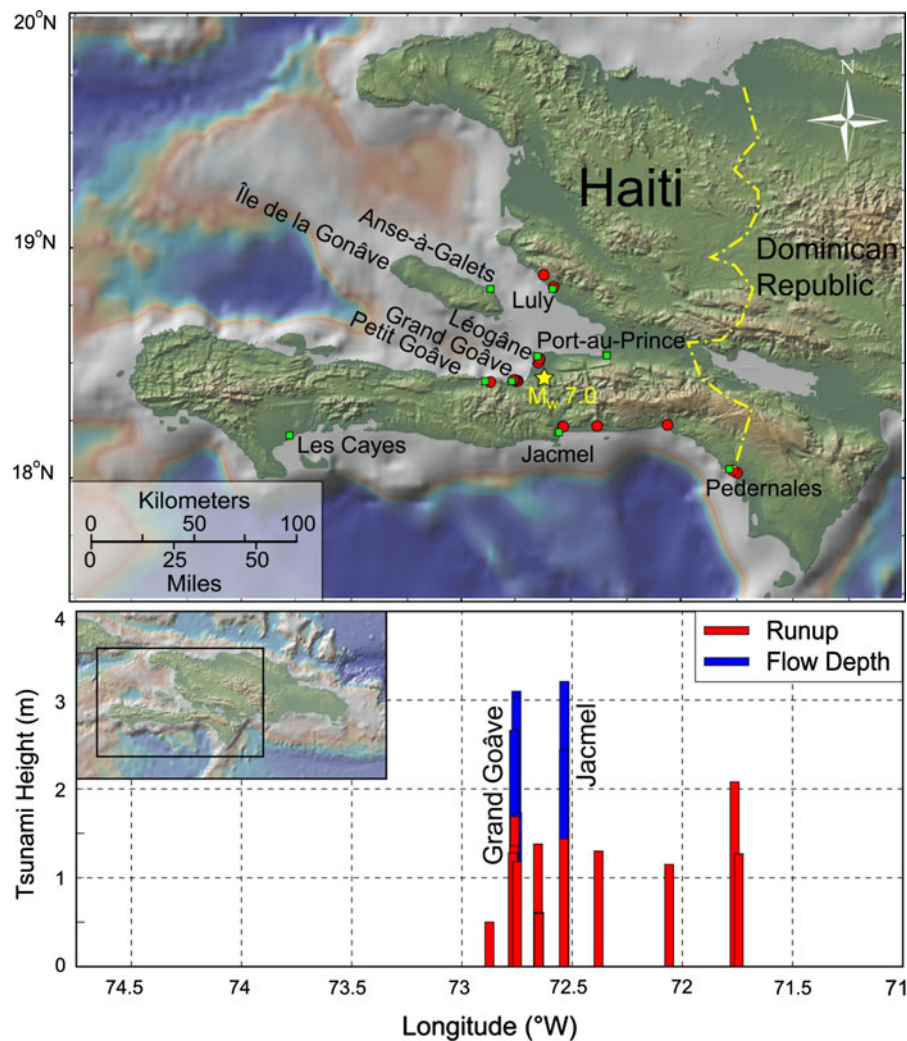 20°N
19°N
18°N
N
Haiti
Dominican
Republic
Île de la Gonâve
Anse-à-Galets
Luly
Léogâne
Grand Goâve
Petit Goâve
Port-au-Prince
Mw 7.0
Les Cayes
Jacmel
Pedernales
Kilometers
0 50 100
0 25 50
Miles
Tsunami Height (m)
4
3
2
1
0
Runup
Flow Depth
Grand Goâve
Jacmel
74.5 74 73.5 73 72.5 72 71.5 71
Longitude (°W)